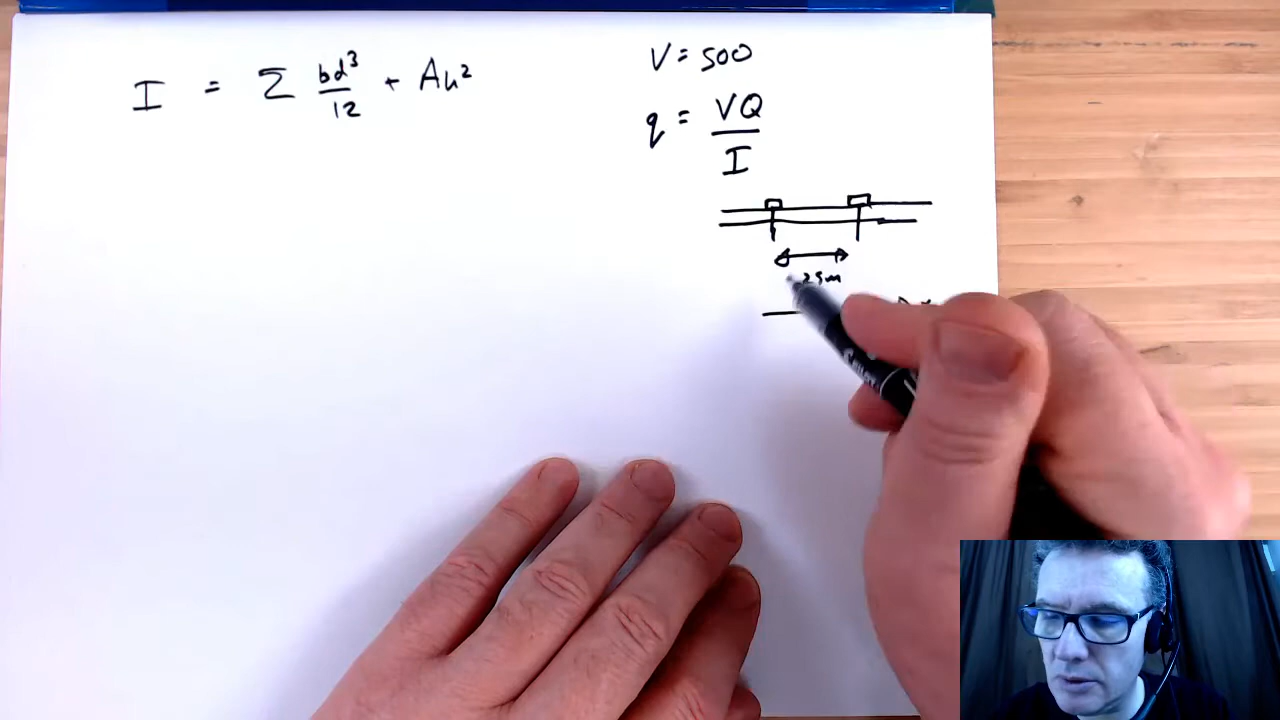 I = Σ bd³/12 + Ah²
V = 500
q = VQ/I